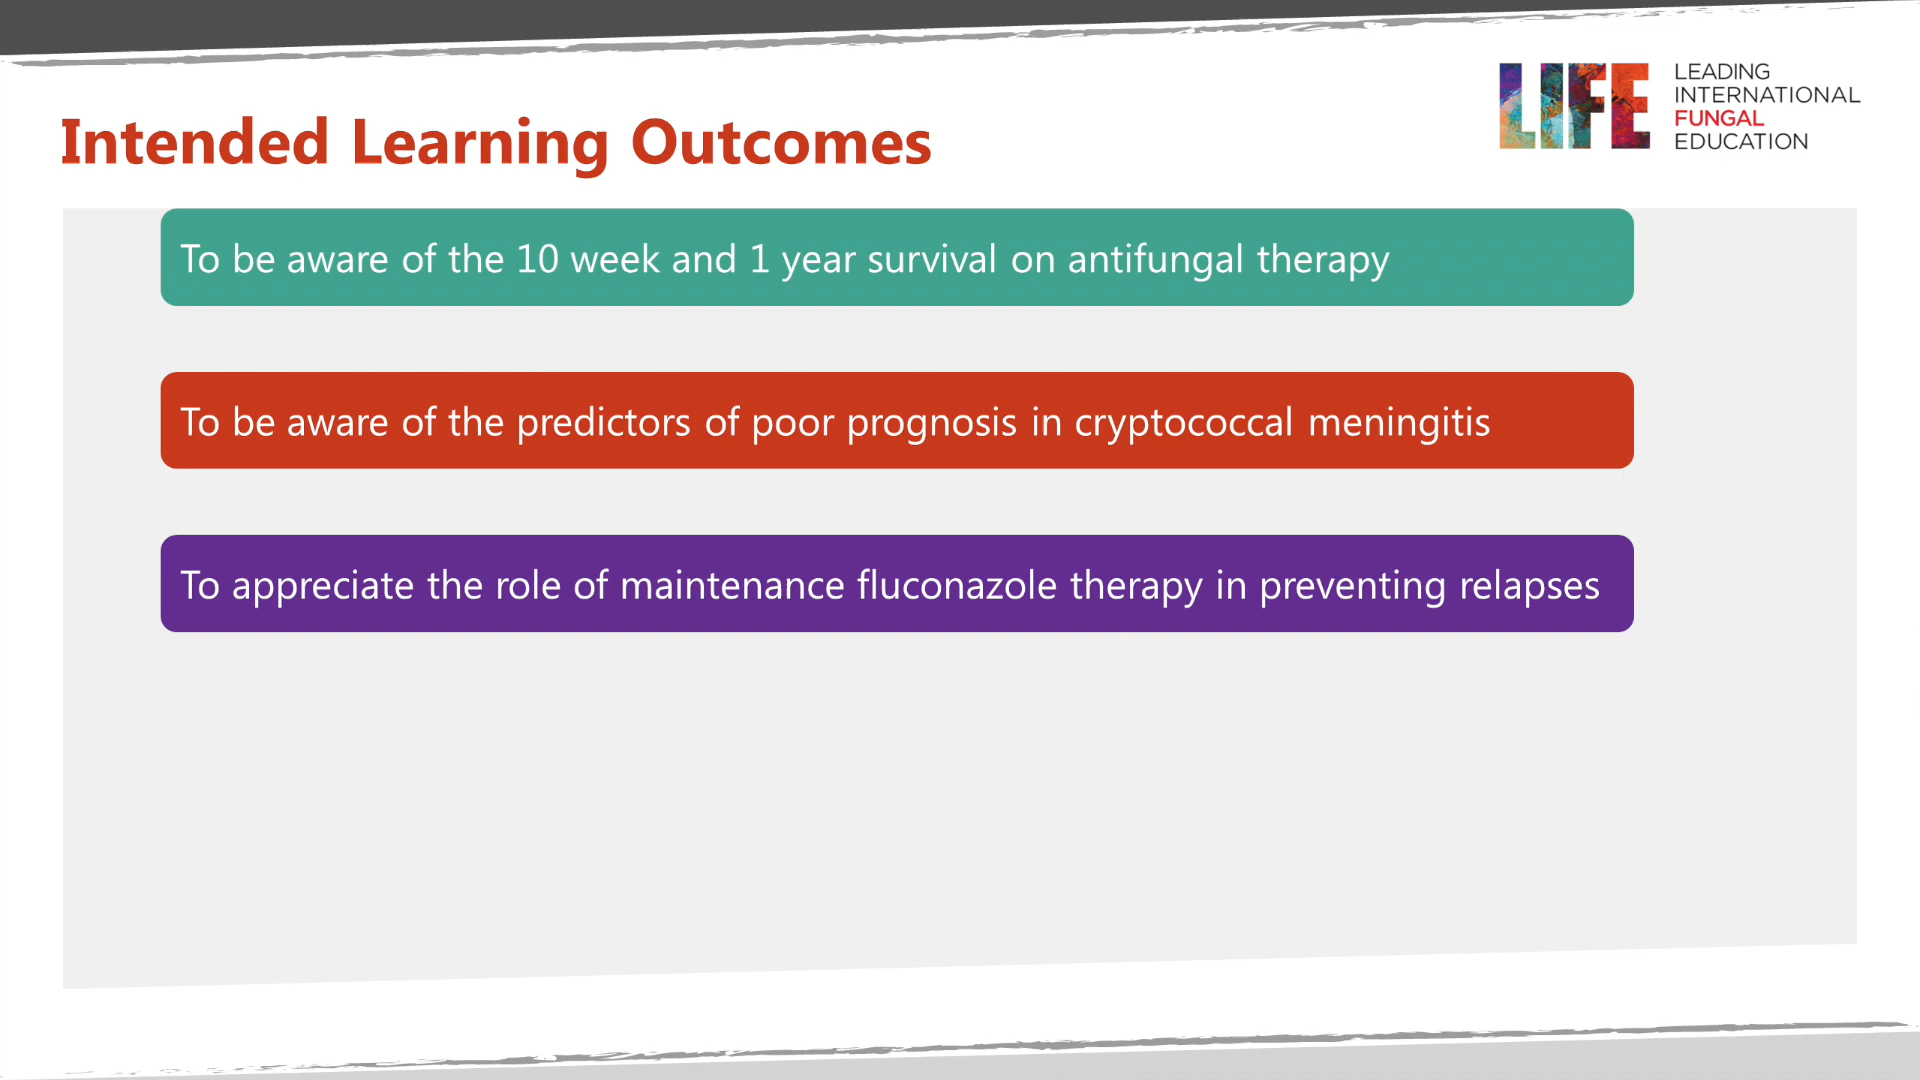 Intended Learning Outcomes
LIFE
LEADING
INTERNATIONAL
FUNGAL
EDUCATION
To be aware of the 10 week and 1 year survival on antifungal therapy
To be aware of the predictors of poor prognosis in cryptococcal meningitis
To appreciate the role of maintenance fluconazole therapy in preventing relapses